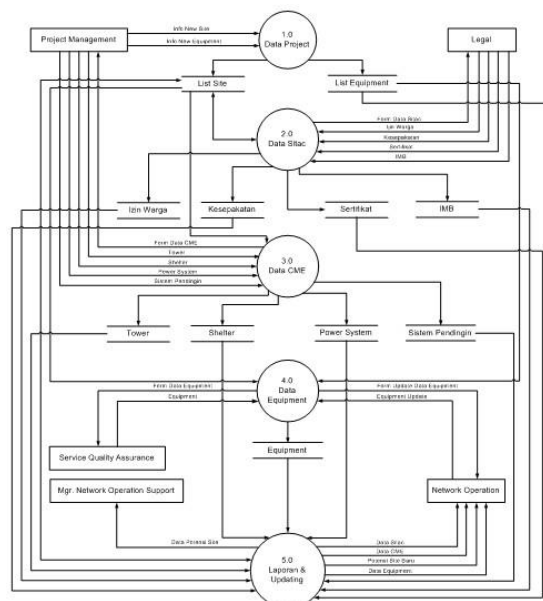 Project Management
Info New Site
Info New Equipment
1.0
Data Project
Legal
List Site
List Equipment
2.0
Data Sitac
Form Data Sitac
Izin Warga
Kesepakatan
Sertifikat
IMB
Izin Warga
Kesepakatan
Sertifikat
IMB
Form Data CME
Tower
Shelter
Power System
Sistem Pendingin
3.0
Data CME
Tower
Shelter
Power System
Sistem Pendingin
4.0
Data
Equipment
Form Data Equipment
Equipment
Form Update Data Equipment
Equipment Update
Service Quality Assurance
Equipment
Mgr. Network Operation Support
Network Operation
Data Potensi Site
5.0
Laporan &
Updating
Data Sitac
Data CME
Potensi Site Baru
Data Equipment